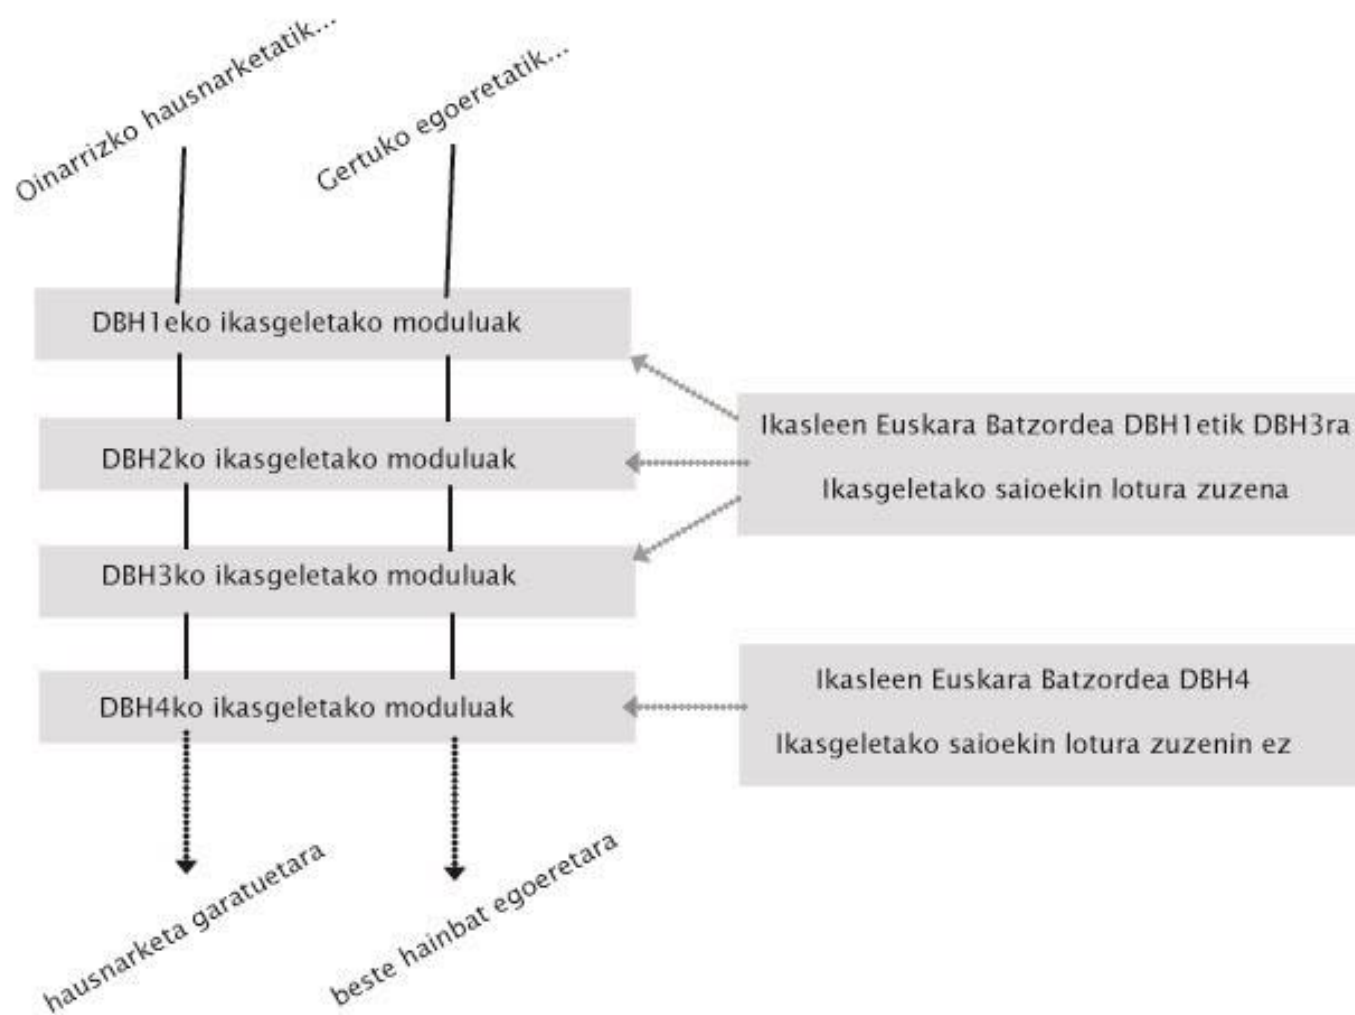 Oinarrizko hausnarketatik...
Gertuko egoeretatik...
DBH1eko ikasgeletako moduluak
DBH2ko ikasgeletako moduluak
DBH3ko ikasgeletako moduluak
DBH4ko ikasgeletako moduluak
Ikasleen Euskara Batzordea DBH1etik DBH3ra
Ikasgeletako saioekin lotura zuzena
Ikasleen Euskara Batzordea DBH4
Ikasgeletako saioekin lotura zuzenin ez
hausnarketa garatuetara
beste hainbat egoeretara